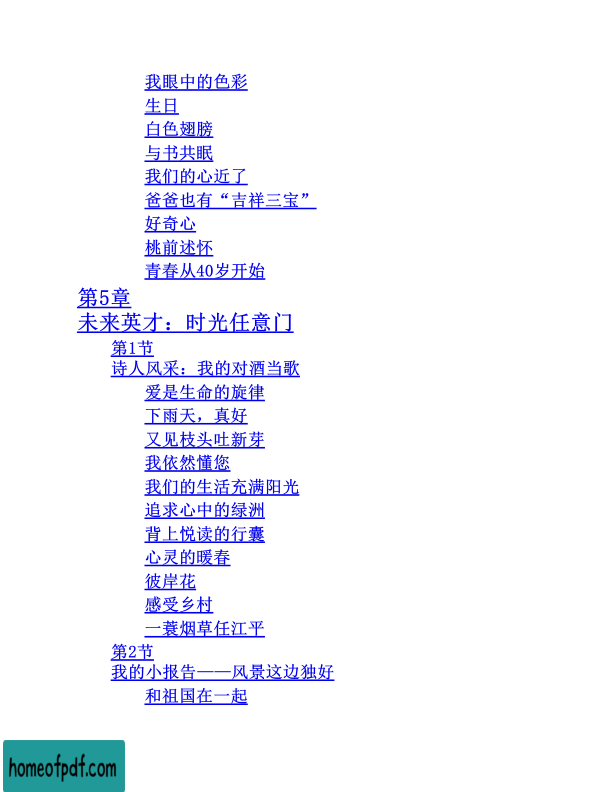 我眼中的色彩
生日
白色翅膀
与书共眠
我们的心近了
爸爸也有“吉祥三宝”
好奇心
桃前述怀
青春从40岁开始
第5章
未来英才：时光任意门
第1节
诗人风采：我的对酒当歌
爱是生命的旋律
下雨天，真好
又见枝头吐新芽
我依然懂您
我们的生活充满阳光
追求心中的绿洲
背上悦读的行囊
心灵的暖春
彼岸花
感受乡村
一蓑烟草任江平
第2节
我的小报告——风景这边独好
和祖国在一起
homeofpdf.com